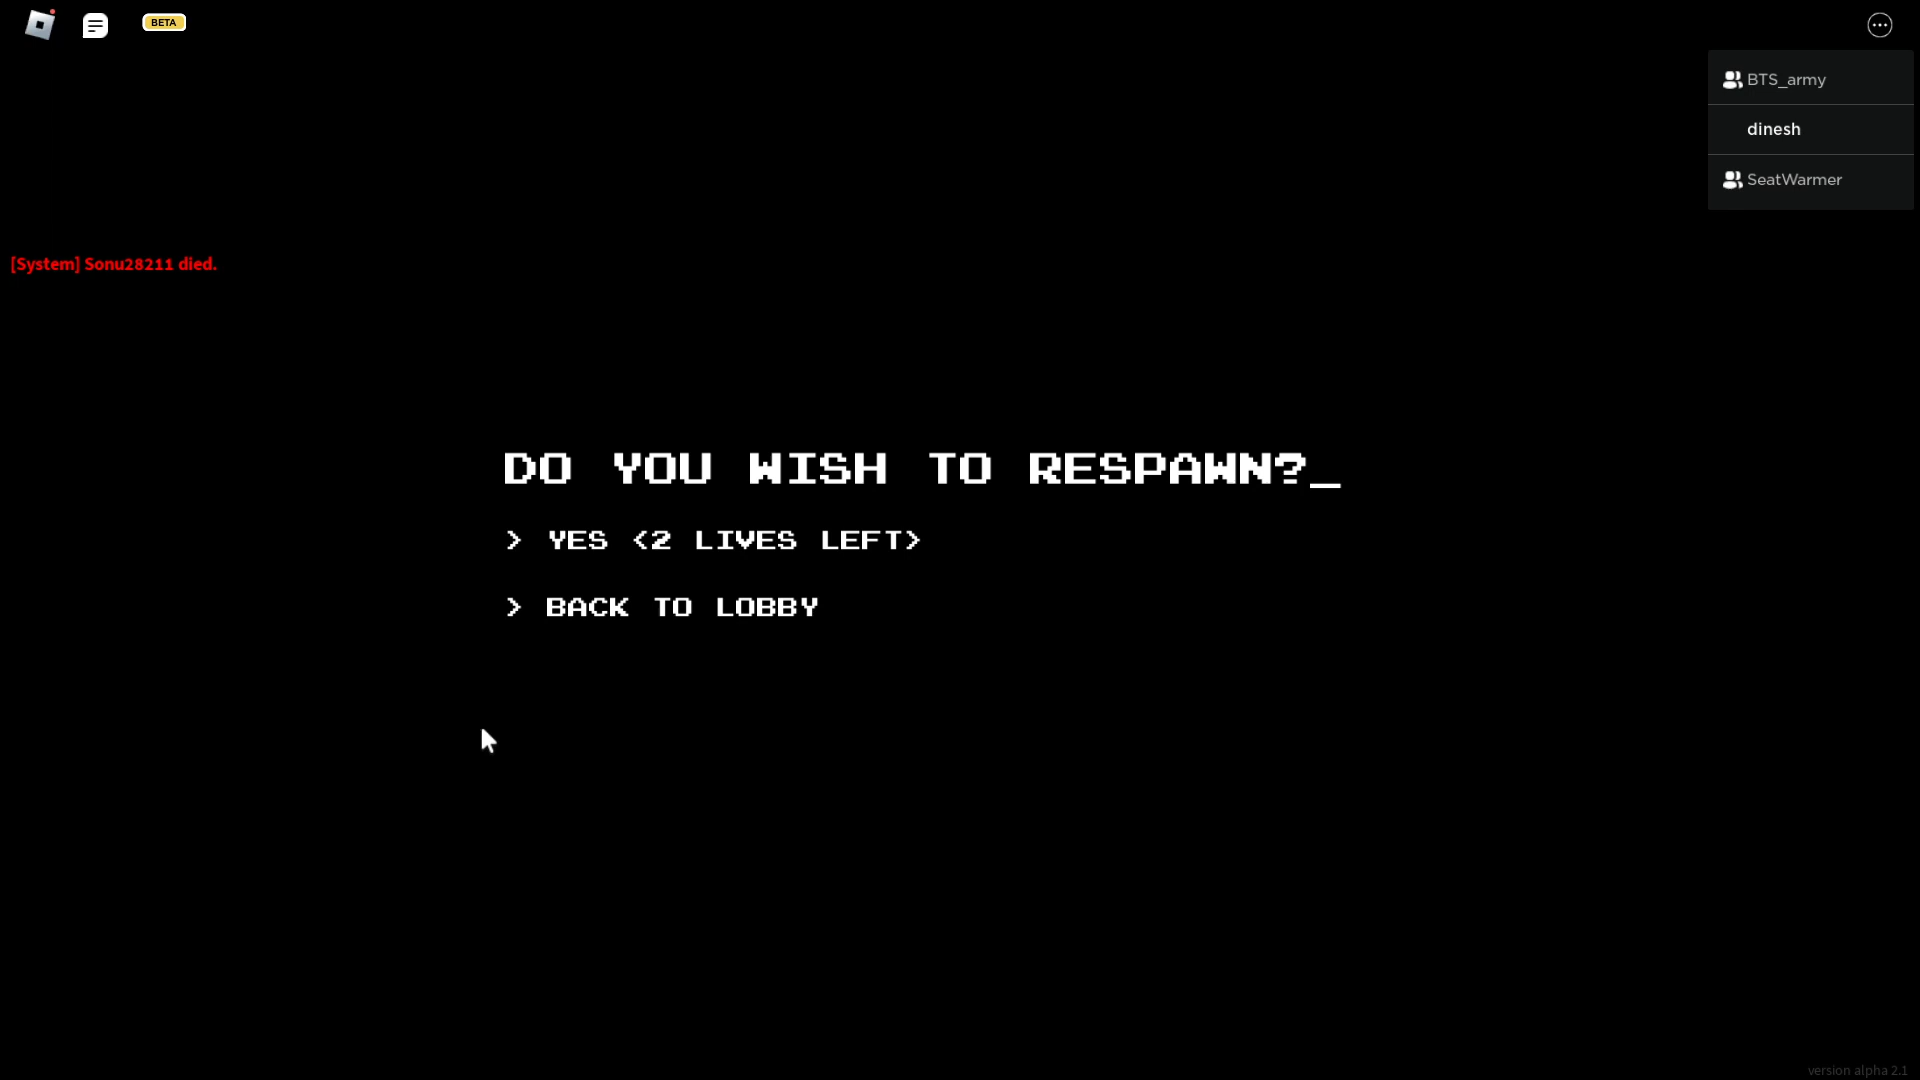 BETA
BTS_army
dinesh
SeatWarmer
[System] Sonu28211 died.
DO YOU WISH TO RESPAWN?_
> YES <2 LIVES LEFT>
> BACK TO LOBBY
version alpha 2.1